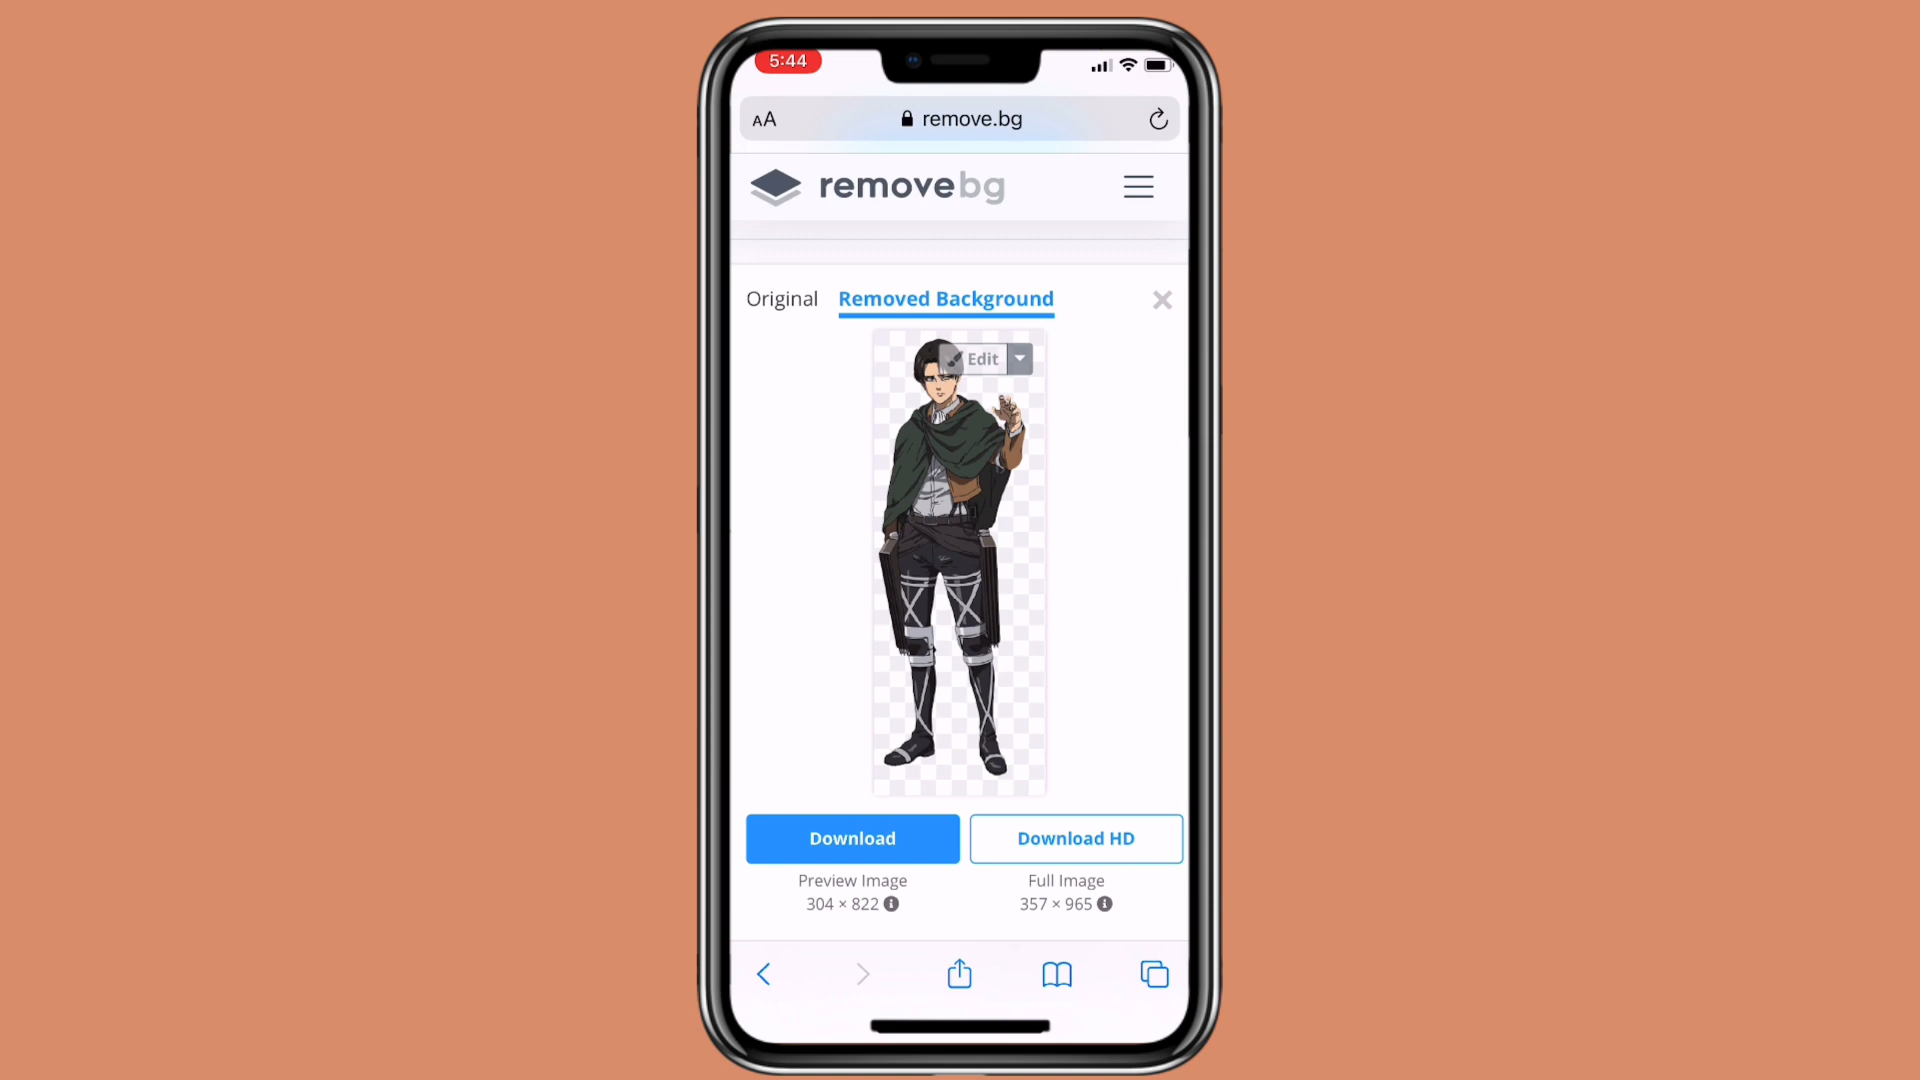 5:44
AA remove.bg
removebg
Original Removed Background
Edit
Download Download HD
Preview Image Full Image
304 × 822 357 × 965